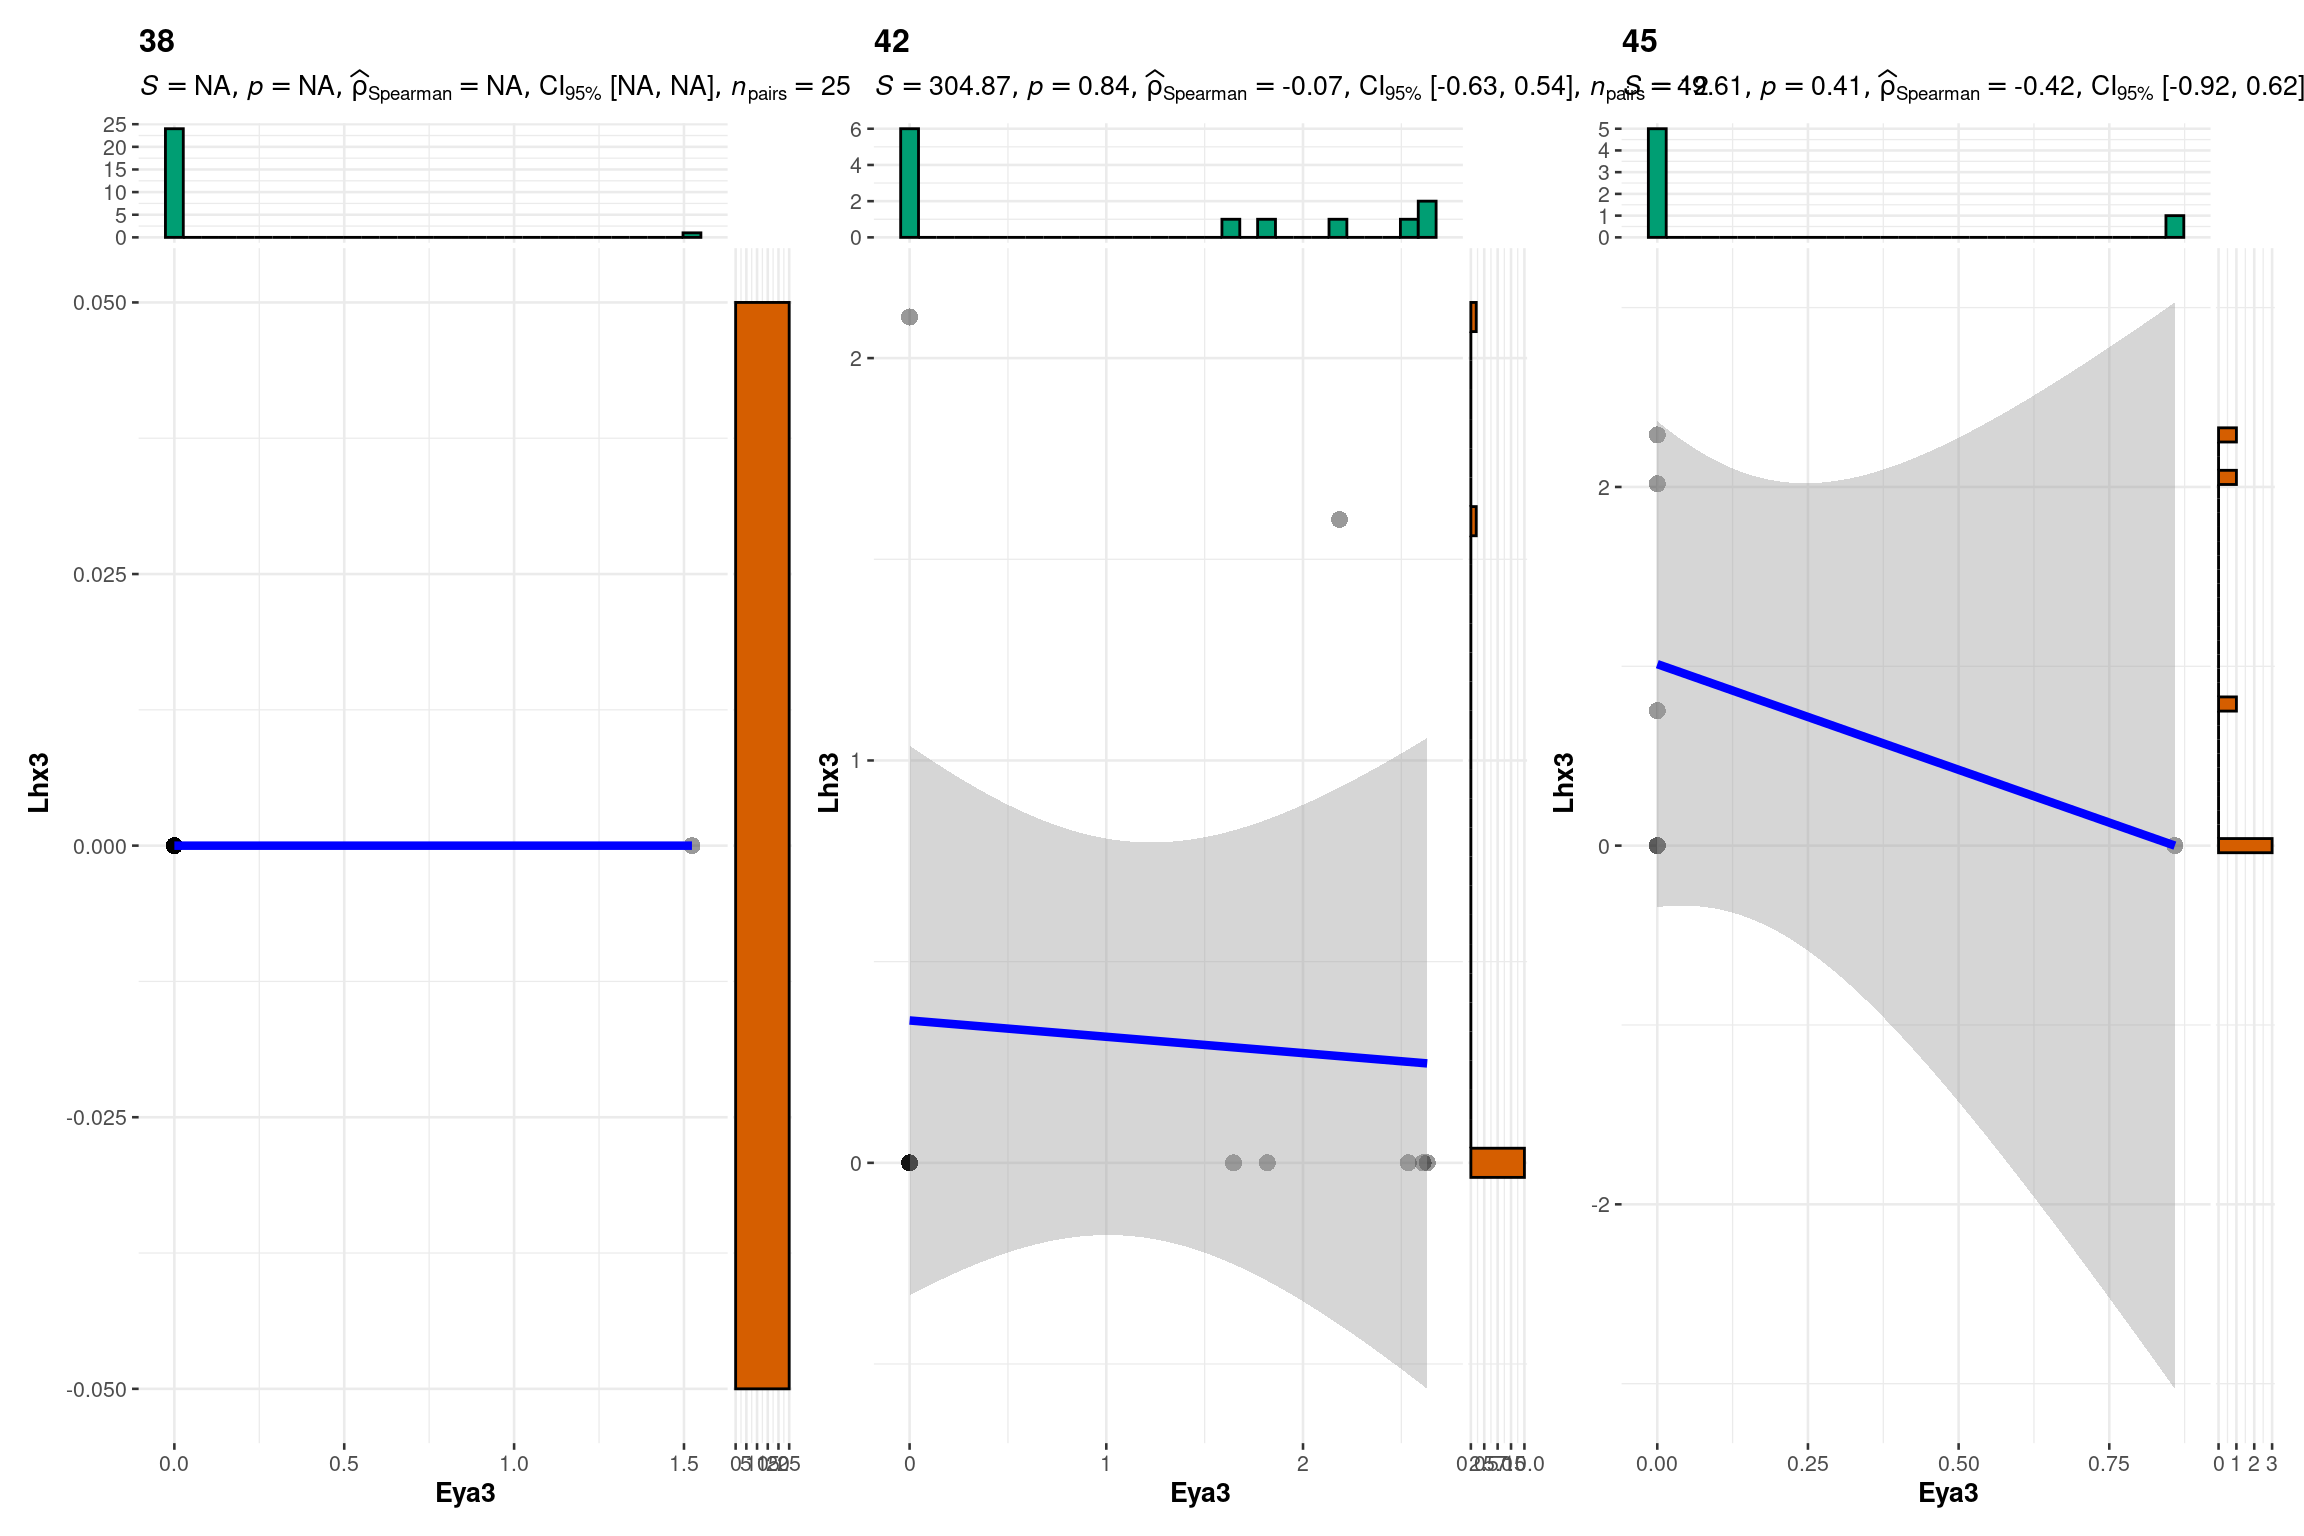 38
S = NA, p = NA, ρ̂Spearman = NA, CI95% [NA, NA], npairs = 25
25
20
15
10
5
0
0.050
0.025
0.000
-0.025
-0.050
Lhx3
0.0 0.5 1.0 1.5
Eya3
42
S = 304.87, p = 0.84, ρ̂Spearman = -0.07, CI95% [-0.63, 0.54], npairs =
6
4
2
0
2
1
0
Lhx3
0 1 2
Eya3
45
p = 0.41, ρ̂Spearman = -0.42, CI95% [-0.92, 0.62]
5
4
3
2
1
0
2
0
-2
Lhx3
0.00 0.25 0.50 0.75
0 1 2 3
Eya3